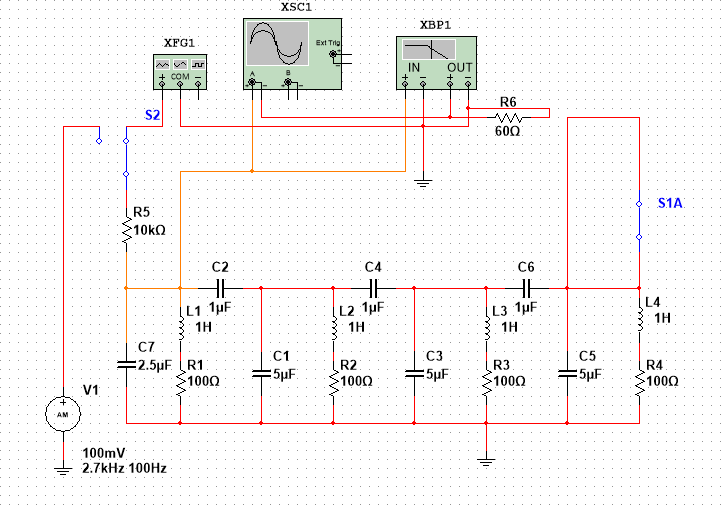 XSC1
XFG1
XBP1
COM
A
B
Ext Trig
IN
OUT
S2
R6
60Ω
S1A
R5
10kΩ
C2
1µF
C4
1µF
C6
1µF
L1
1H
L2
1H
L3
1H
L4
1H
C7
2.5µF
R1
100Ω
C1
5µF
R2
100Ω
C3
5µF
R3
100Ω
C5
5µF
R4
100Ω
V1
AM
100mV
2.7kHz 100Hz